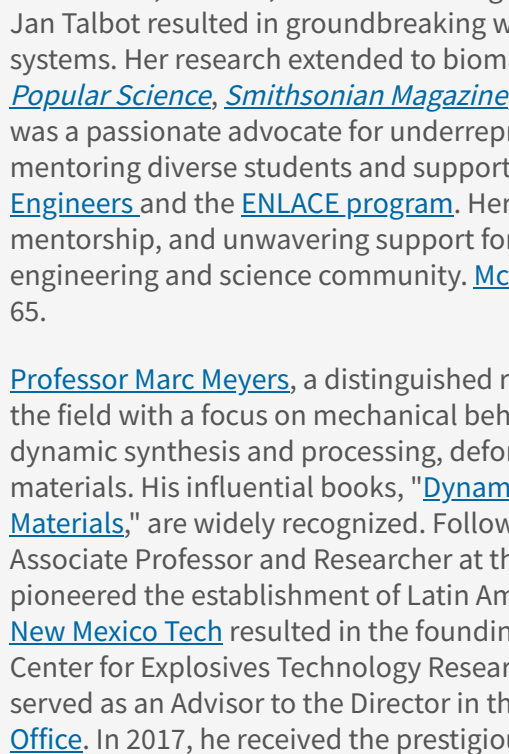 Jan Talbot resulted in groundbreaking w
systems. Her research extended to biom
Popular Science, Smithsonian Magazine
was a passionate advocate for underrepr
mentoring diverse students and support
Engineers and the ENLACE program. Her
mentorship, and unwavering support for
engineering and science community. Mc
65.
Professor Marc Meyers, a distinguished r
the field with a focus on mechanical beh
dynamic synthesis and processing, defor
materials. His influential books, "Dynam
Materials," are widely recognized. Follow
Associate Professor and Researcher at th
pioneered the establishment of Latin Am
New Mexico Tech resulted in the foundin
Center for Explosives Technology Resear
served as an Advisor to the Director in th
Office. In 2017, he received the prestigiou